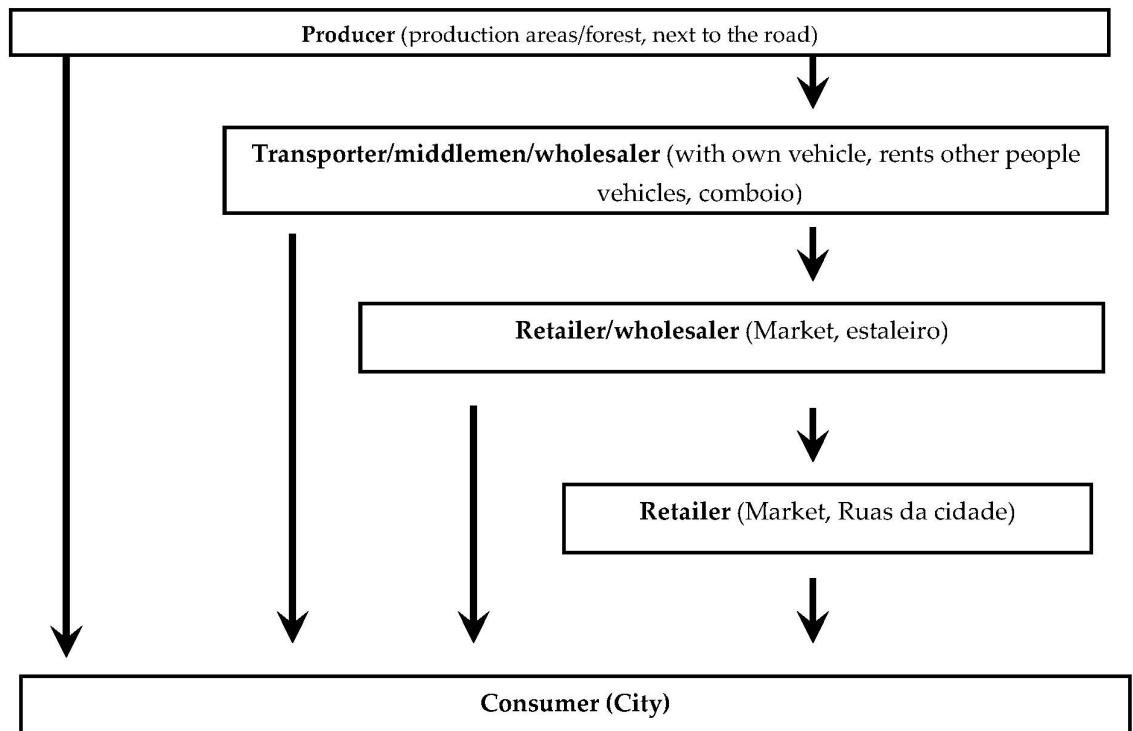 Producer (production areas/forest, next to the road)
Transporter/middlemen/wholesaler (with own vehicle, rents other people
vehicles, comboio)
Retailer/wholesaler (Market, estaleiro)
Retailer (Market, Ruas da cidade)
Consumer (City)